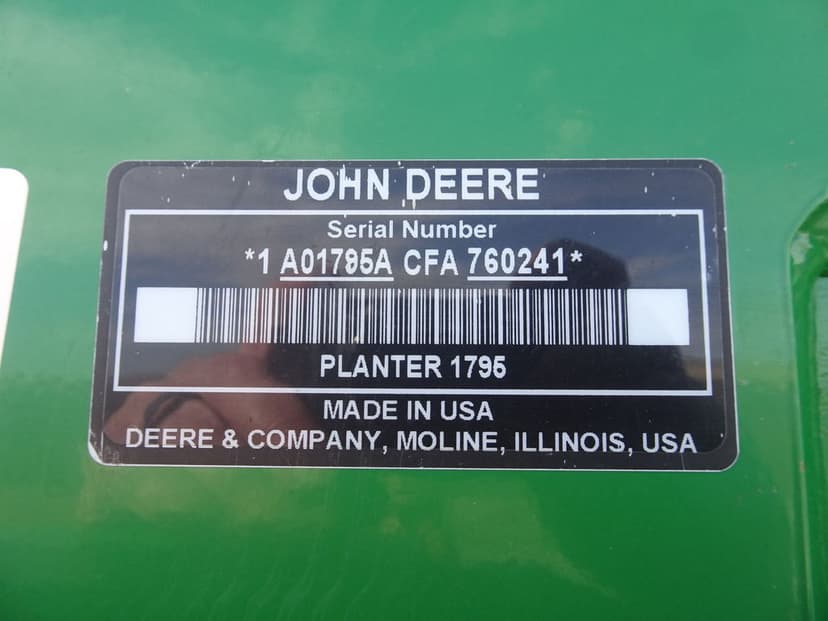 JOHN DEERE
Serial Number
*1 A01795A CFA 760241*
PLANTER 1795
MADE IN USA
DEERE & COMPANY, MOLINE, ILLINOIS, USA